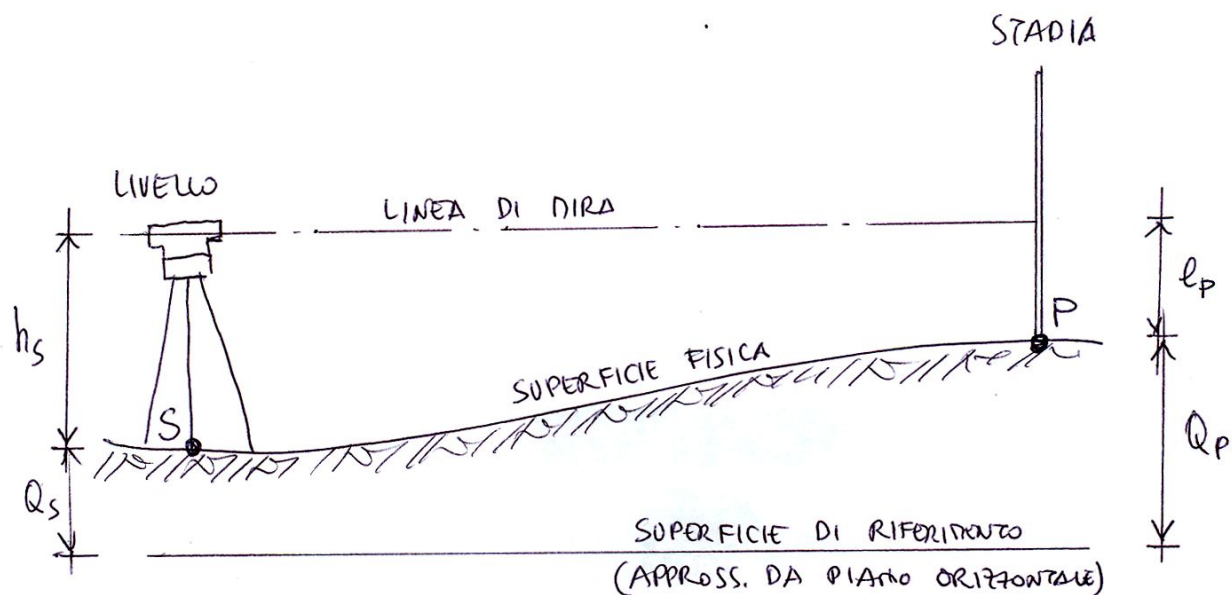 STADIA
LIVELLO
LINEA DI MIRA
hs
lp
P
SUPERFICIE FISICA
S
Qs
Qp
SUPERFICIE DI RIFERIMENTO
(APPROSS. DA PIANO ORIZZONTALE)